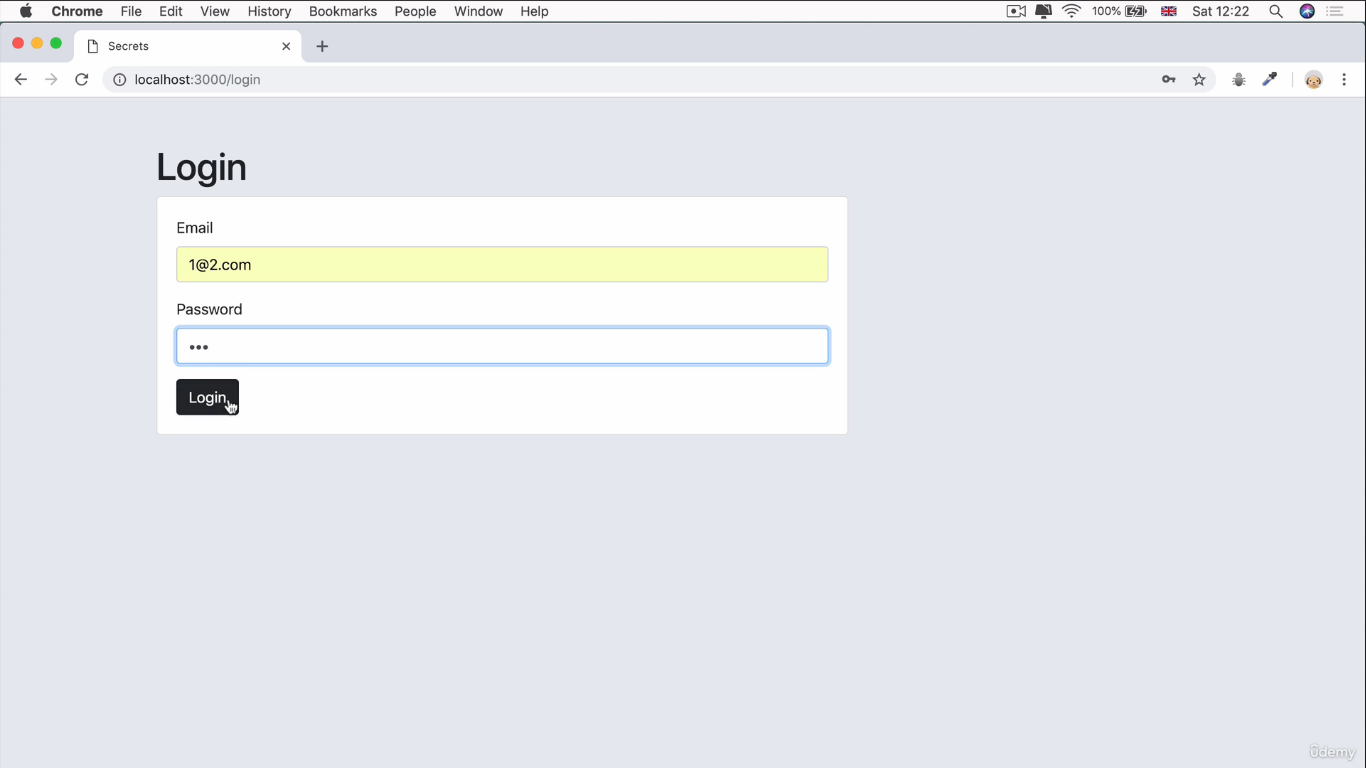 Chrome File Edit View History Bookmarks People Window Help 100% Sat 12:22
Secrets
localhost:3000/login
Login
Email
1@2.com
Password
•••
Login
ûdemy